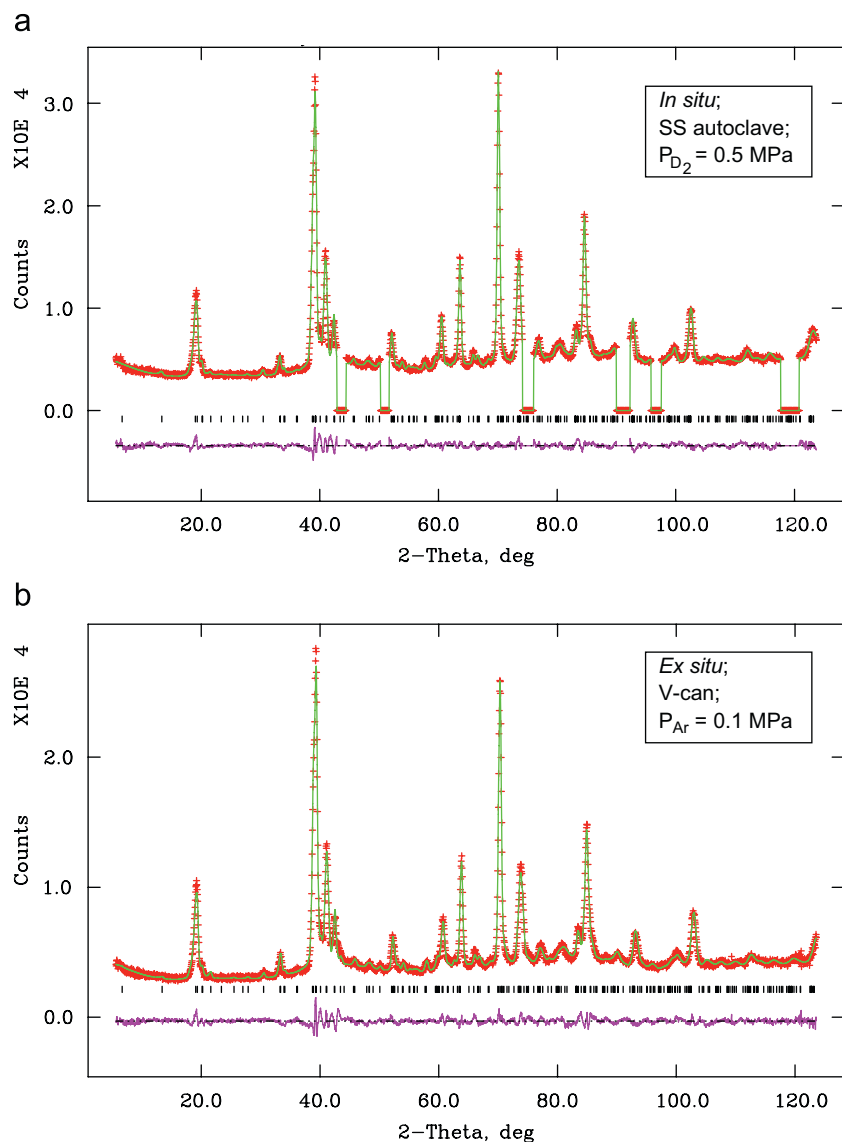 a
X10E 4
Counts
3.0
2.0
1.0
0.0
In situ;
SS autoclave;
P_D2 = 0.5 MPa
20.0 40.0 60.0 80.0 100.0 120.0
2-Theta, deg
b
X10E 4
Counts
2.0
1.0
0.0
Ex situ;
V-can;
P_Ar = 0.1 MPa
20.0 40.0 60.0 80.0 100.0 120.0
2-Theta, deg